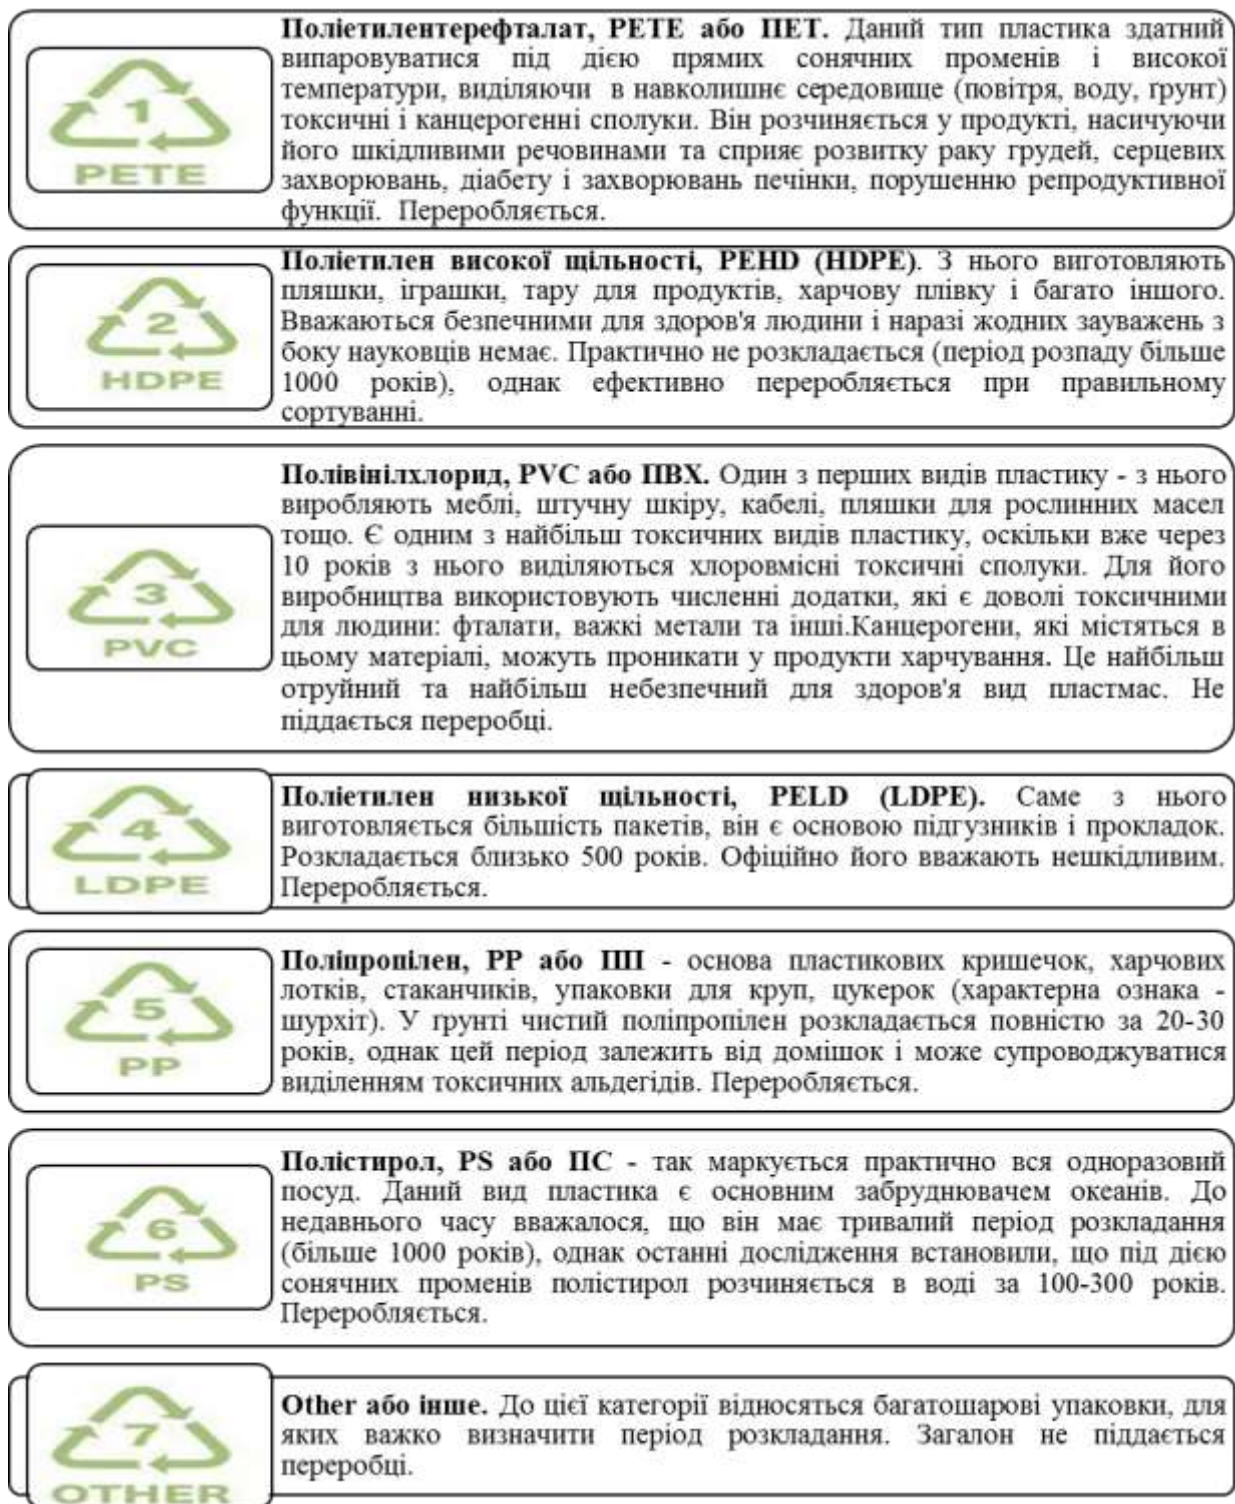 Поліетилентерефталат, PETE або ПЕТ. Даний тип пластика здатний
випаровуватися під дією прямих сонячних променів і високої
температури, виділяючи в навколишнє середовище (повітря, воду, ґрунт)
токсичні і канцерогенні сполуки. Він розчиняється у продукті, насичуючи
його шкідливими речовинами та сприяє розвитку раку грудей, серцевих
захворювань, діабету і захворювань печінки, порушенню репродуктивної
функції. Переробляється.
1
PETE
Поліетилен високої щільності, PEHD (HDPE). З нього виготовляють
пляшки, іграшки, тару для продуктів, харчову плівку і багато іншого.
Вважаються безпечними для здоров'я людини і наразі жодних зауважень з
боку науковців немає. Практично не розкладається (період розпаду більше
1000 років), однак ефективно переробляється при правильному
сортуванні.
2
HDPE
Полівінілхлорид, PVC або ПВХ. Один з перших видів пластику - з нього
виробляють меблі, штучну шкіру, кабелі, пляшки для рослинних масел
тощо. Є одним з найбільш токсичних видів пластику, оскільки вже через
10 років з нього виділяються хлоровмісні токсичні сполуки. Для його
виробництва використовують численні додатки, які є доволі токсичними
для людини: фталати, важкі метали та інші.Канцерогени, які містяться в
цьому матеріалі, можуть проникати у продукти харчування. Це найбільш
отруйний та найбільш небезпечний для здоров'я вид пластмас. Не
піддається переробці.
3
PVC
Поліетилен низької щільності, PELD (LDPE). Саме з нього
виготовляється більшість пакетів, він є основою підгузників і прокладок.
Розкладається близько 500 років. Офіційно його вважають нешкідливим.
Переробляється.
4
LDPE
Поліпропілен, PP або ПП - основа пластикових кришечок, харчових
лотків, стаканчиків, упаковки для круп, цукерок (характерна ознака -
шурхіт). У ґрунті чистий поліпропілен розкладається повністю за 20-30
років, однак цей період залежить від домішок і може супроводжуватися
виділенням токсичних альдегідів. Переробляється.
5
PP
Полістирол, PS або ПС - так маркується практично вся одноразовий
посуд. Даний вид пластика є основним забруднювачем океанів. До
недавнього часу вважалося, що він має тривалий період розкладання
(більше 1000 років), однак останні дослідження встановили, що під дією
сонячних променів полістирол розчиняється в воді за 100-300 років.
Переробляється.
6
PS
Other або інше. До цієї категорії відносяться багатошарові упаковки, для
яких важко визначити період розкладання. Загалом не піддається
переробці.
7
OTHER